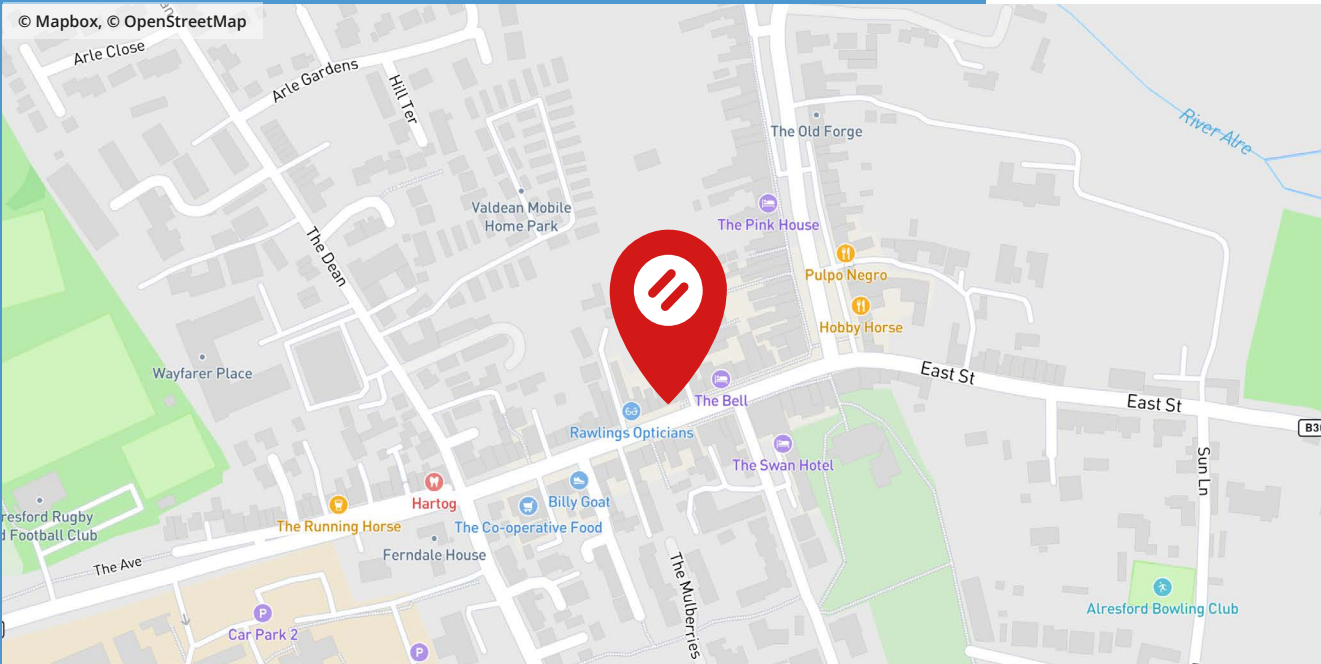 © Mapbox, © OpenStreetMap
Arle Close
Arle Gardens
Hill Ter
The Old Forge
River Alre
Valdean Mobile
Home Park
The Pink House
The Dean
Pulpo Negro
Hobby Horse
Wayfarer Place
East St
The Bell
East St
Rawlings Opticians
The Swan Hotel
Sun Ln
Hartog
Billy Goat
The Running Horse
The Co-operative Food
resford Rugby
d Football Club
Ferndale House
The Ave
The Mulberries
Alresford Bowling Club
P
Car Park 2
P